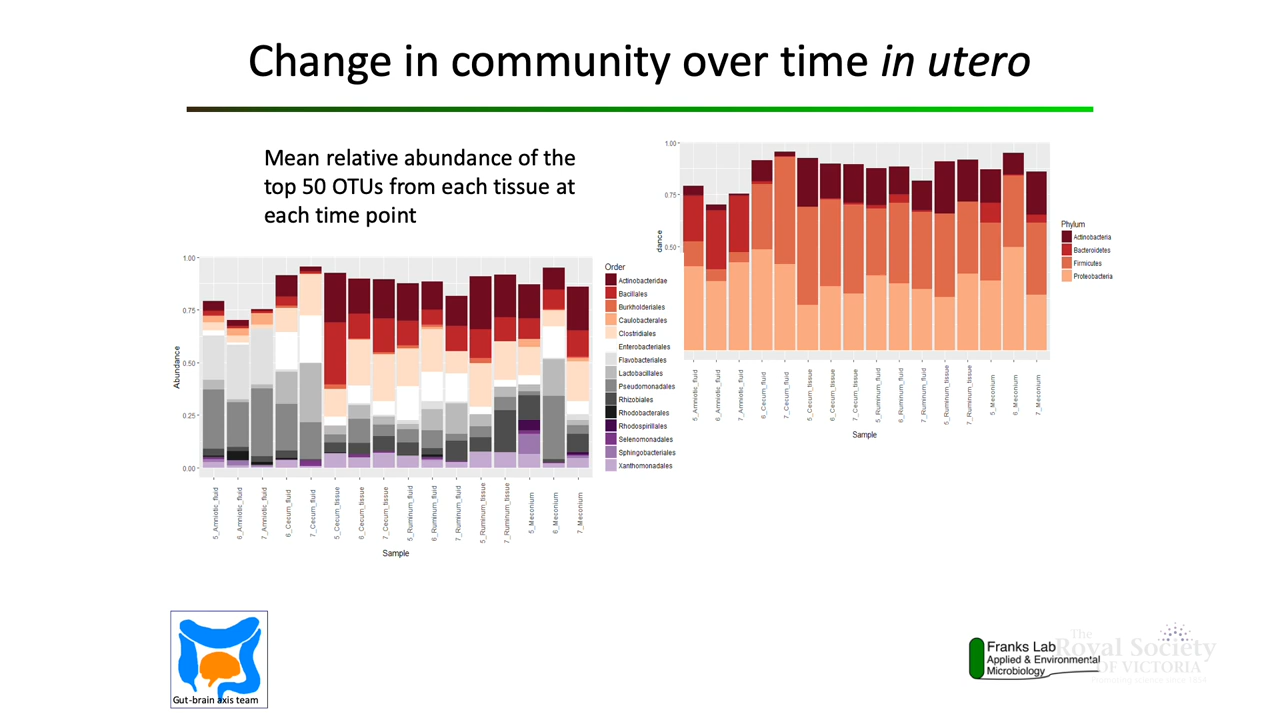 Change in community over time in utero
Mean relative abundance of the
top 50 OTUs from each tissue at
each time point
1.00
0.75
0.50
0.25
0.00
Abundance
5_Amniotic_fluid
6_Amniotic_fluid
7_Amniotic_fluid
6_Cecum_fluid
7_Cecum_fluid
5_Cecum_tissue
6_Cecum_tissue
7_Cecum_tissue
5_Ruminum_fluid
6_Ruminum_fluid
7_Ruminum_fluid
5_Ruminum_tissue
7_Ruminum_tissue
5_Meconium
6_Meconium
7_Meconium
Sample
Order
Actinobacteridae
Bacillales
Burkholderiales
Caulobacterales
Clostridiales
Enterobacteriales
Flavobacteriales
Lactobacillales
Pseudomonadales
Rhizobiales
Rhodobacterales
Rhodospirillales
Selenomonadales
Sphingobacteriales
Xanthomonadales
1.00
0.75
0.50
dance
5_Amniotic_fluid
6_Amniotic_fluid
7_Amniotic_fluid
6_Cecum_fluid
7_Cecum_fluid
5_Cecum_tissue
6_Cecum_tissue
7_Cecum_tissue
5_Ruminum_fluid
6_Ruminum_fluid
7_Ruminum_fluid
5_Ruminum_tissue
7_Ruminum_tissue
5_Meconium
6_Meconium
7_Meconium
Sample
Phylum
Actinobacteria
Bacteroidetes
Firmicutes
Proteobacteria
Gut-brain axis team
Franks Lab
Applied & Environmental
Microbiology
The
Royal Society
OF VICTORIA
Promoting science since 1854